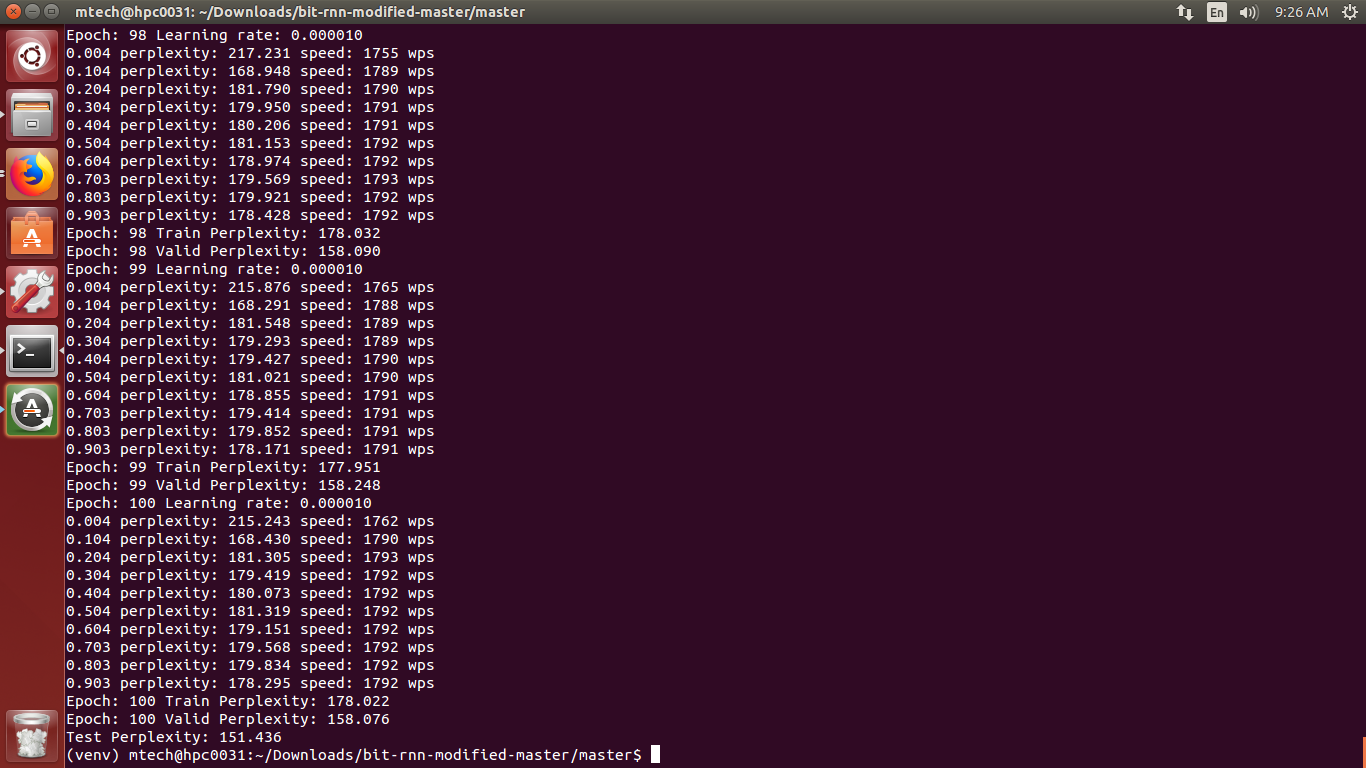 mtech@hpc0031: ~/Downloads/bit-rnn-modified-master/master
En
9:26 AM
Epoch: 98 Learning rate: 0.000010
0.004 perplexity: 217.231 speed: 1755 wps
0.104 perplexity: 168.948 speed: 1789 wps
0.204 perplexity: 181.790 speed: 1790 wps
0.304 perplexity: 179.950 speed: 1791 wps
0.404 perplexity: 180.206 speed: 1791 wps
0.504 perplexity: 181.153 speed: 1792 wps
0.604 perplexity: 178.974 speed: 1792 wps
0.703 perplexity: 179.569 speed: 1793 wps
0.803 perplexity: 179.921 speed: 1792 wps
0.903 perplexity: 178.428 speed: 1792 wps
Epoch: 98 Train Perplexity: 178.032
Epoch: 98 Valid Perplexity: 158.090
Epoch: 99 Learning rate: 0.000010
0.004 perplexity: 215.876 speed: 1765 wps
0.104 perplexity: 168.291 speed: 1788 wps
0.204 perplexity: 181.548 speed: 1789 wps
0.304 perplexity: 179.293 speed: 1789 wps
0.404 perplexity: 179.427 speed: 1790 wps
0.504 perplexity: 181.021 speed: 1790 wps
0.604 perplexity: 178.855 speed: 1791 wps
0.703 perplexity: 179.414 speed: 1791 wps
0.803 perplexity: 179.852 speed: 1791 wps
0.903 perplexity: 178.171 speed: 1791 wps
Epoch: 99 Train Perplexity: 177.951
Epoch: 99 Valid Perplexity: 158.248
Epoch: 100 Learning rate: 0.000010
0.004 perplexity: 215.243 speed: 1762 wps
0.104 perplexity: 168.430 speed: 1790 wps
0.204 perplexity: 181.305 speed: 1793 wps
0.304 perplexity: 179.419 speed: 1792 wps
0.404 perplexity: 180.073 speed: 1792 wps
0.504 perplexity: 181.319 speed: 1792 wps
0.604 perplexity: 179.151 speed: 1792 wps
0.703 perplexity: 179.568 speed: 1792 wps
0.803 perplexity: 179.834 speed: 1792 wps
0.903 perplexity: 178.295 speed: 1792 wps
Epoch: 100 Train Perplexity: 178.022
Epoch: 100 Valid Perplexity: 158.076
Test Perplexity: 151.436
(venv) mtech@hpc0031:~/Downloads/bit-rnn-modified-master/master$